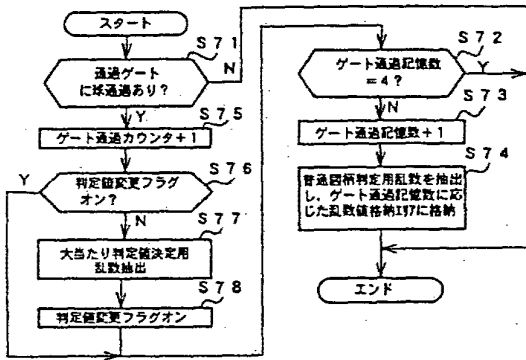 スタート
S71
通過ゲート
に球通過あり？
N
Y
S75
ゲート通過カウンタ+1
S76
判定値変更フラグ
オン？
Y
N
S77
大当たり判定値決定用
乱数抽出
S78
判定値変更フラグオン
S72
ゲート通過記憶数
=4？
Y
N
S73
ゲート通過記憶数+1
S74
普通図柄判定用乱数を抽出
し、ゲート通過記憶数に応
じた乱数値格納エリアに格納
エンド